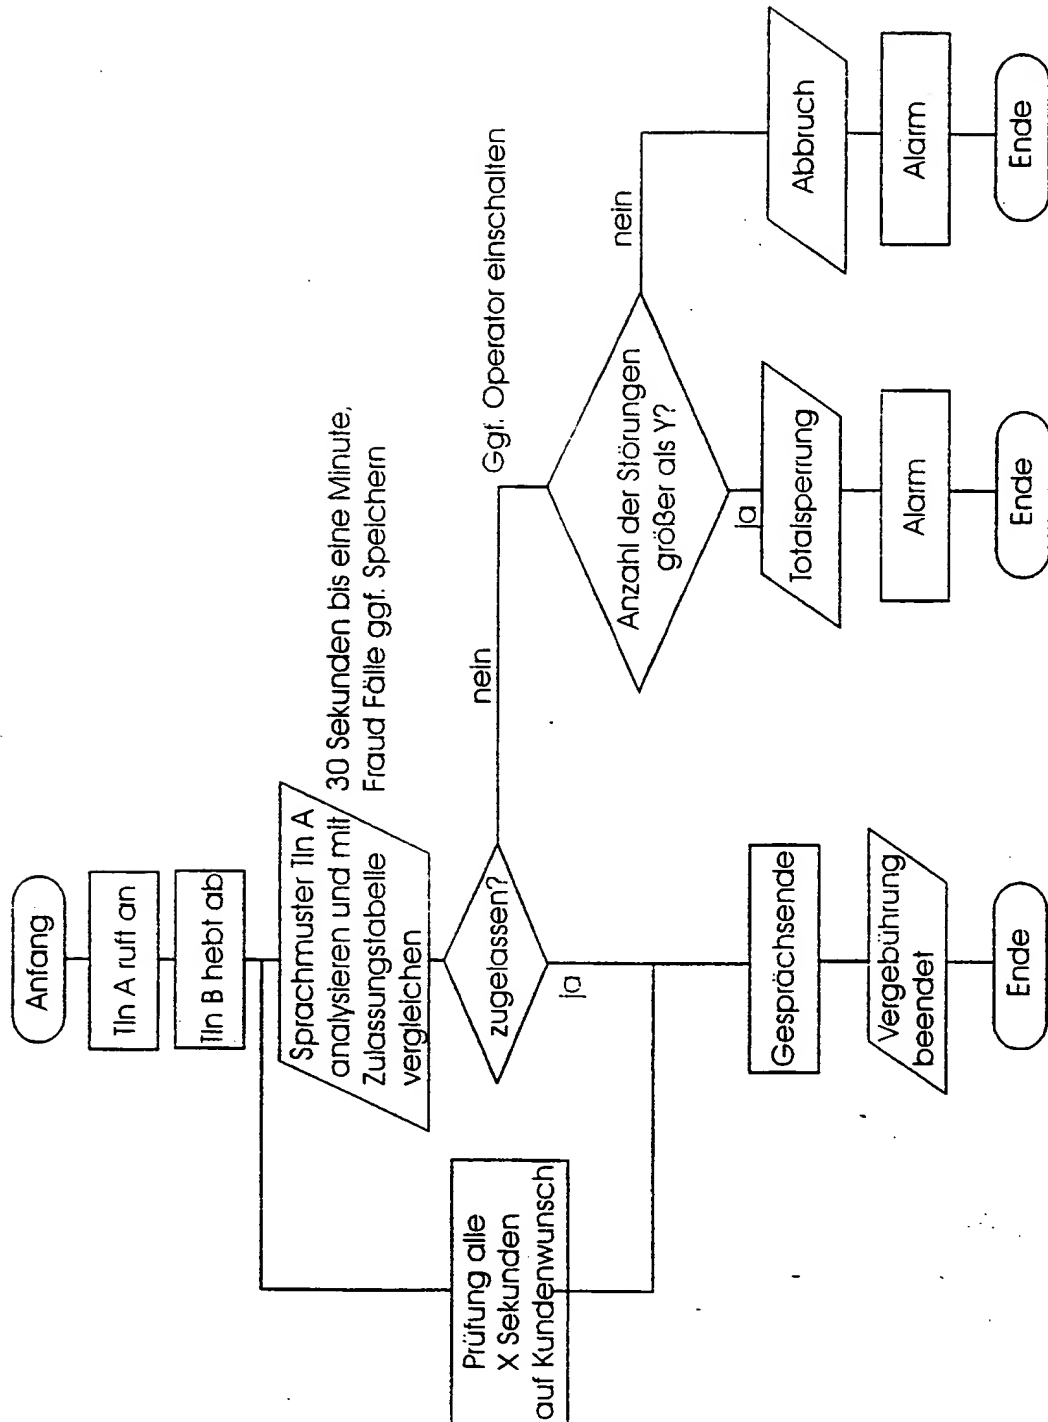 Anfang
Tln A ruft an
Tln B hebt ab
Sprachmuster Tln A
analysieren und mit
Zulassungstabelle
vergleichen
30 Sekunden bis eine Minute,
Fraud Fälle ggf. Speichern
zugelassen?
nein
ja
Prüfung alle
X Sekunden
auf Kundenwunsch
Ggf. Operator einschalten
Anzahl der Störungen
größer als Y?
nein
ja
Gesprächsende
Vergebührung
beendet
Ende
Totalsperrung
Alarm
Ende
Abbruch
Alarm
Ende